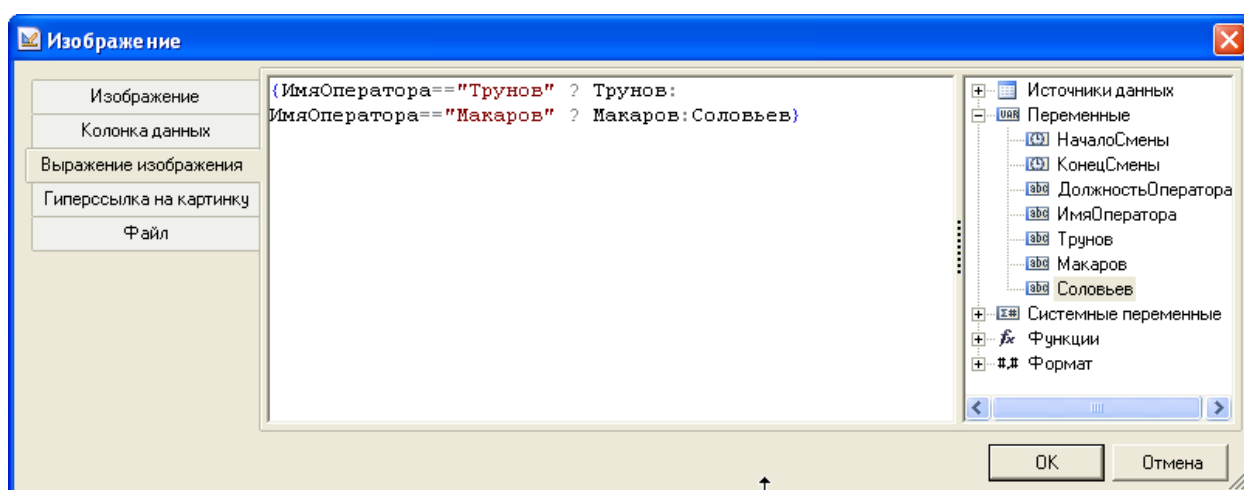 Изображение
Изображение
Колонка данных
Выражение изображения
Гиперссылка на картинку
Файл
{ИмяОператора=="Трунов" ? Трунов:
ИмяОператора=="Макаров" ? Макаров:Соловьев}
Источники данных
Переменные
НачалоСмены
КонецСмены
ДолжностьОператора
ИмяОператора
Трунов
Макаров
Соловьев
Системные переменные
Функции
Формат
OK
Отмена